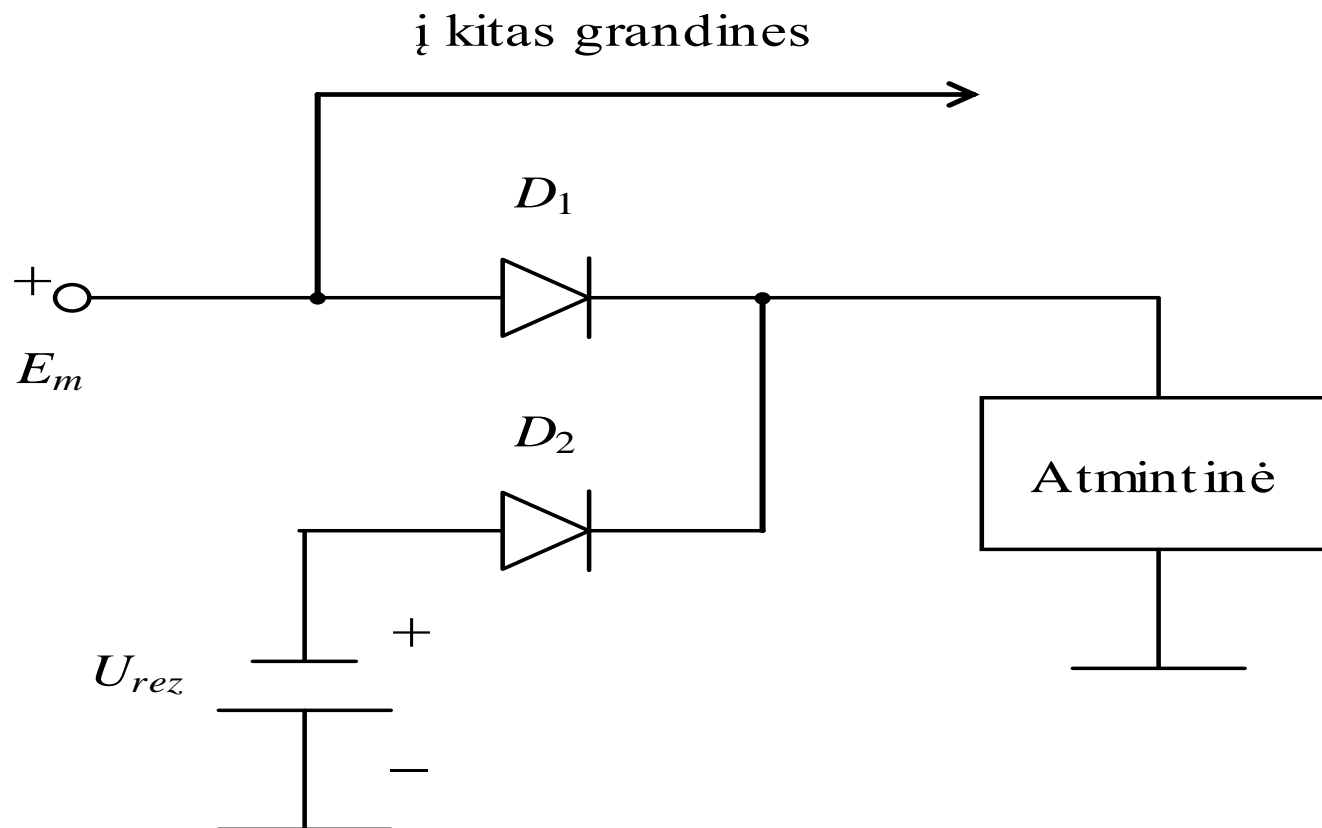 į kitas grandines
D1
+
Em
D2
Atmintinė
+
Urez
−